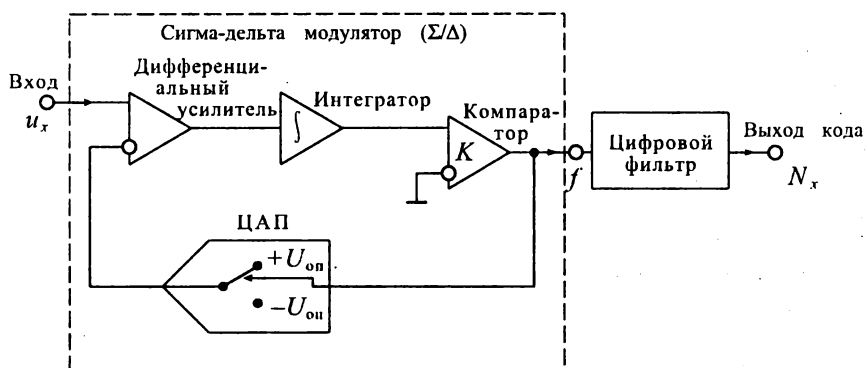 Сигма-дельта модулятор (Σ/Δ)
Вход
u_x
Дифференци-
альный
усилитель
∫
Интегратор
Компара-
тор
K
f
Цифровой
фильтр
Выход кода
N_x
ЦАП
+U_оп
−U_оп